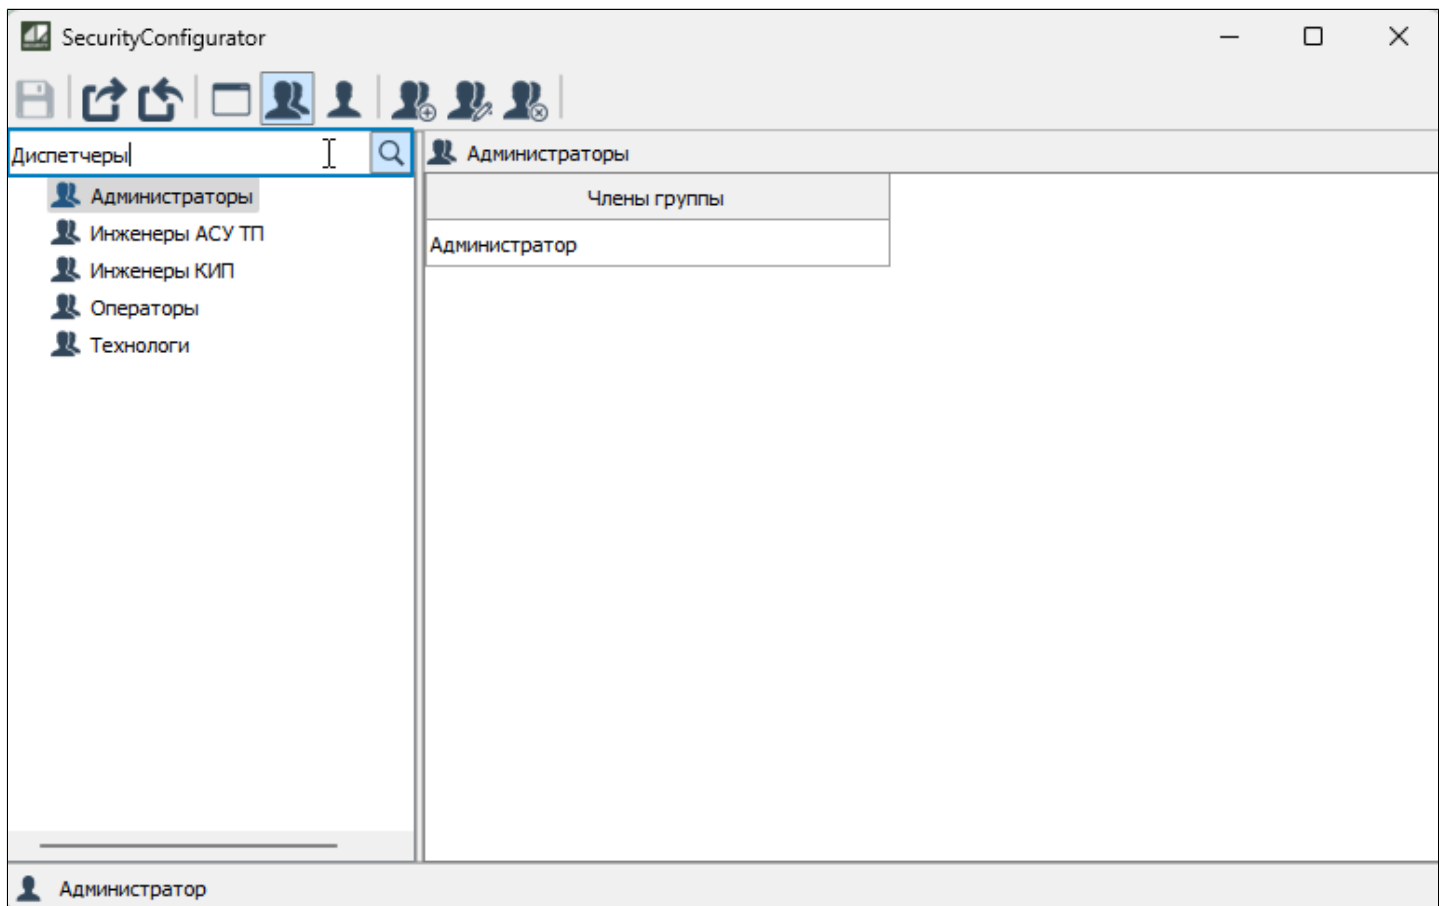 SecurityConfigurator
Диспетчеры
Администраторы
Инженеры АСУ ТП
Инженеры КИП
Операторы
Технологи
Администраторы
Члены группы
Администратор
Администратор